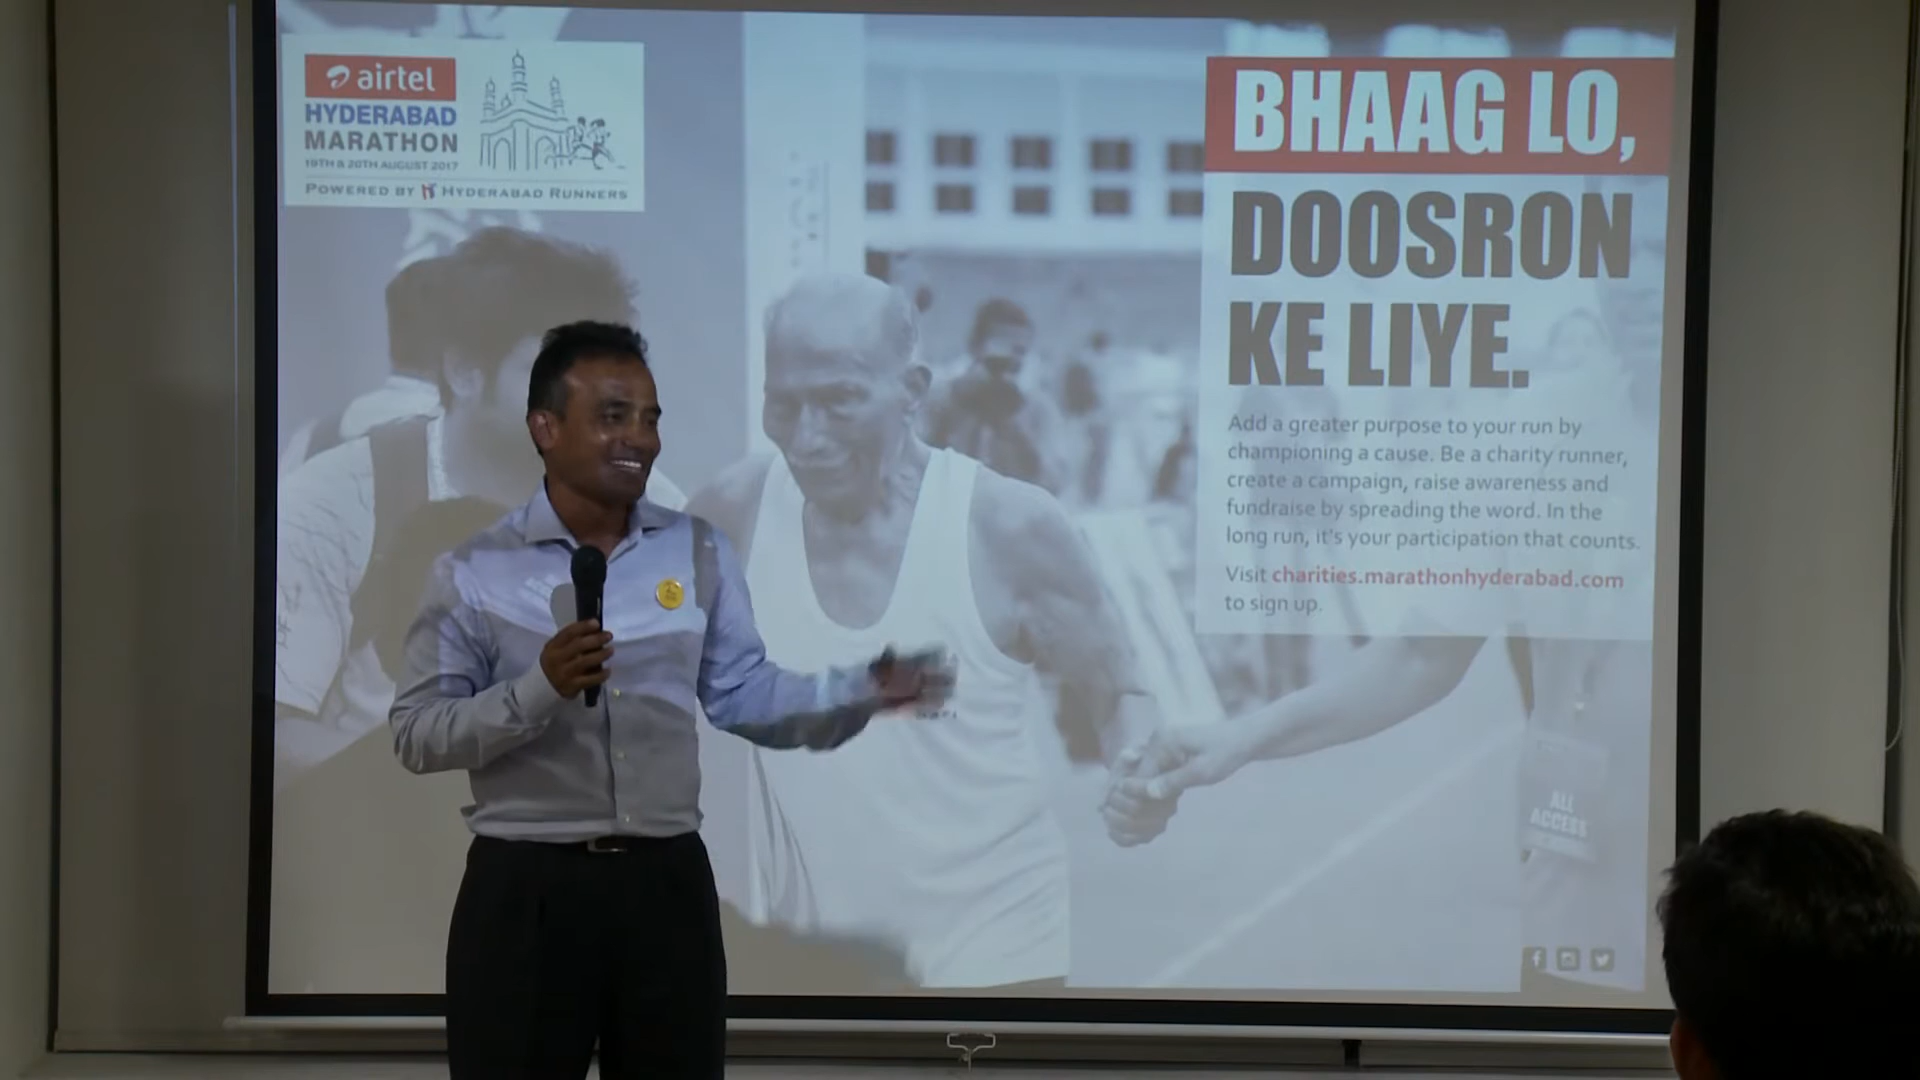 airtel
HYDERABAD
MARATHON
19TH & 20TH AUGUST 2017
POWERED BY HYDERABAD RUNNERS
BHAAG LO,
DOOSRON
KE LIYE.
Add a greater purpose to your run by
championing a cause. Be a charity runner,
create a campaign, raise awareness and
fundraise by spreading the word. In the
long run, it's your participation that counts.
Visit charities.marathonhyderabad.com
to sign up.
ALL
ACCESS